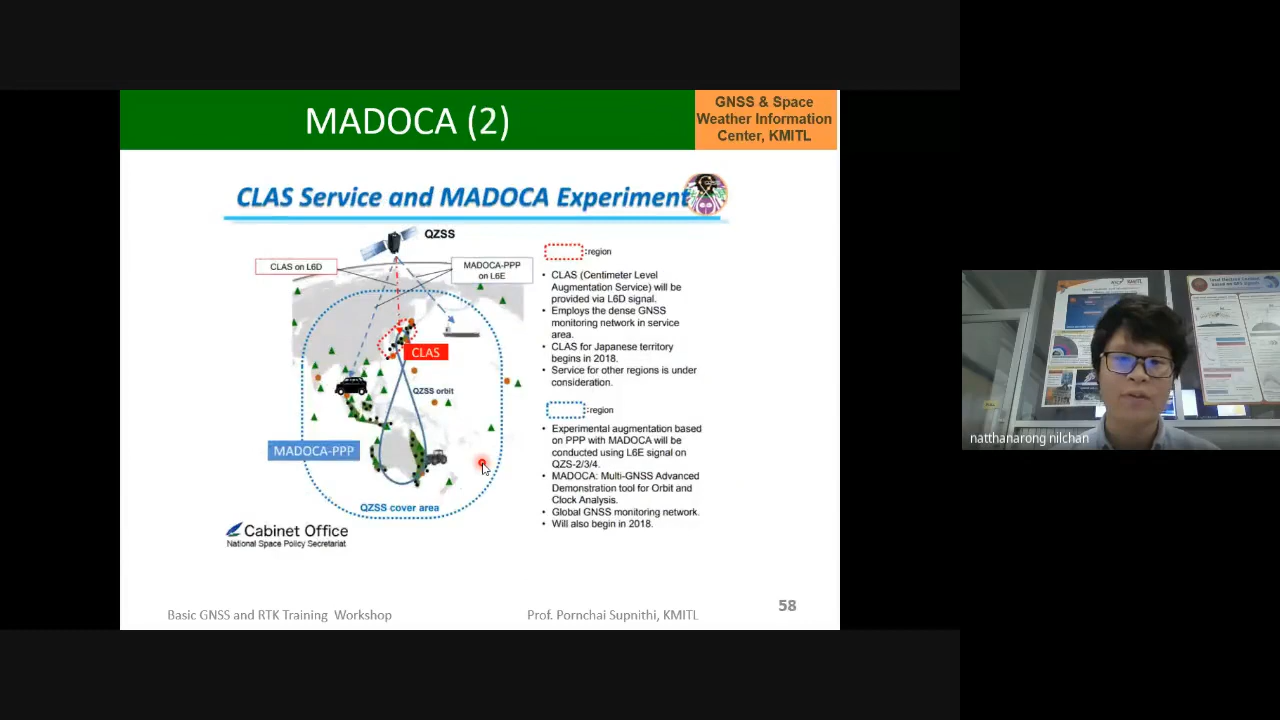 MADOCA (2)
GNSS & Space
Weather Information
Center, KMITL
CLAS Service and MADOCA Experiment
QZSS
CLAS on L6D
MADOCA-PPP
on L6E
CLAS
QZSS orbit
MADOCA-PPP
QZSS cover area
Cabinet Office
National Space Policy Secretariat
:region
• CLAS (Centimeter Level
Augmentation Service) will be
provided via L6D signal.
• Employs the dense GNSS
monitoring network in service
area.
• CLAS for Japanese territory
begins in 2018.
• Service for other regions is under
consideration.
:region
• Experimental augmentation based
on PPP with MADOCA will be
conducted using L6E signal on
QZS-2/3/4.
• MADOCA: Multi-GNSS Advanced
Demonstration tool for Orbit and
Clock Analysis.
• Global GNSS monitoring network.
• Will also begin in 2018.
Basic GNSS and RTK Training Workshop
Prof. Pornchai Supnithi, KMITL
58
natthanarong nilchan